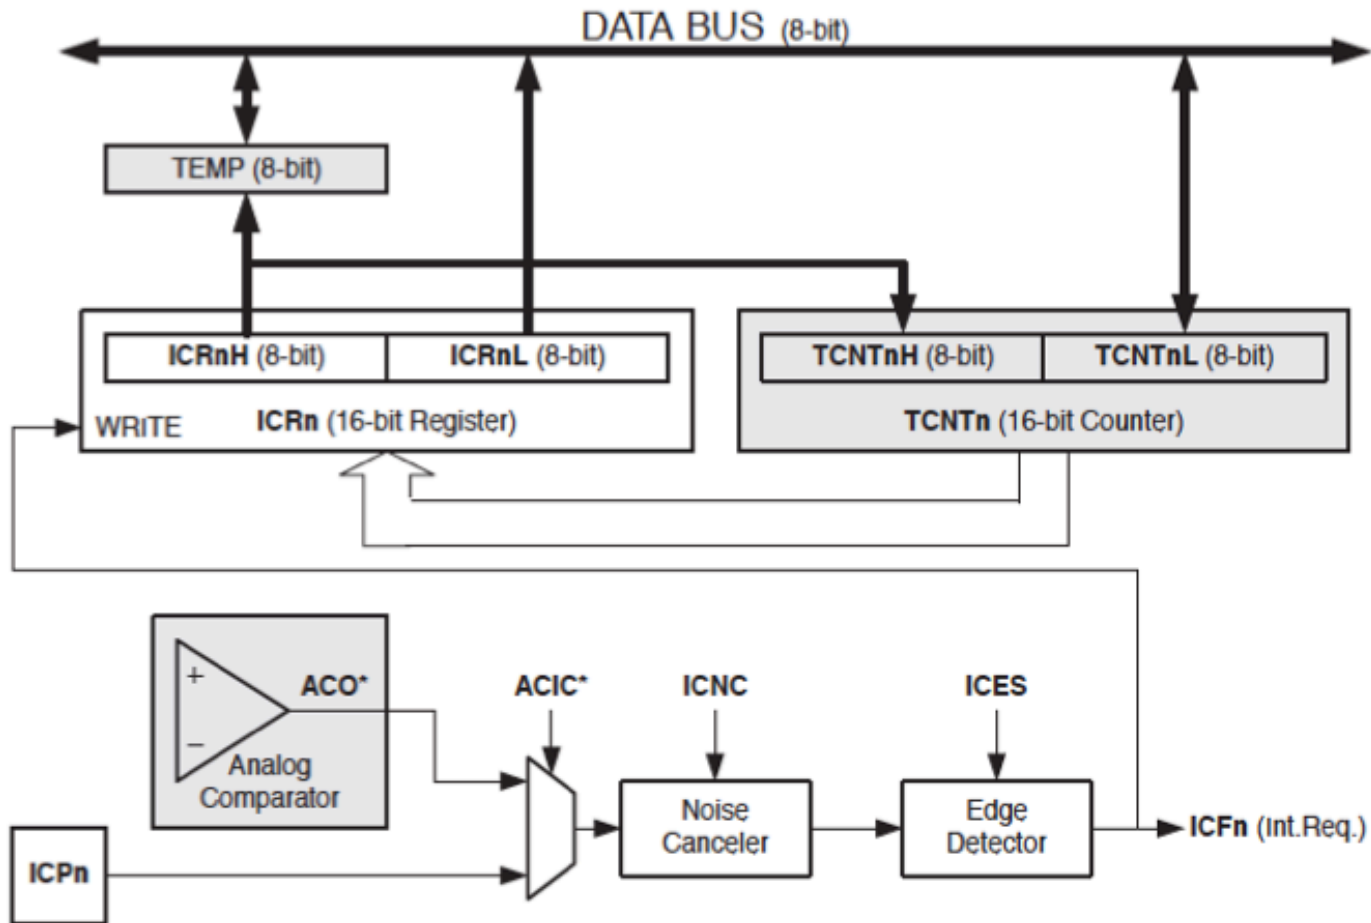 DATA BUS (8-bit)
TEMP (8-bit)
ICRnH (8-bit)
ICRnL (8-bit)
TCNTnH (8-bit)
TCNTnL (8-bit)
WRITE
ICRn (16-bit Register)
TCNTn (16-bit Counter)
+
−
ACO*
Analog
Comparator
ACIC*
ICNC
ICES
Noise
Canceler
Edge
Detector
ICFn (Int.Req.)
ICPn